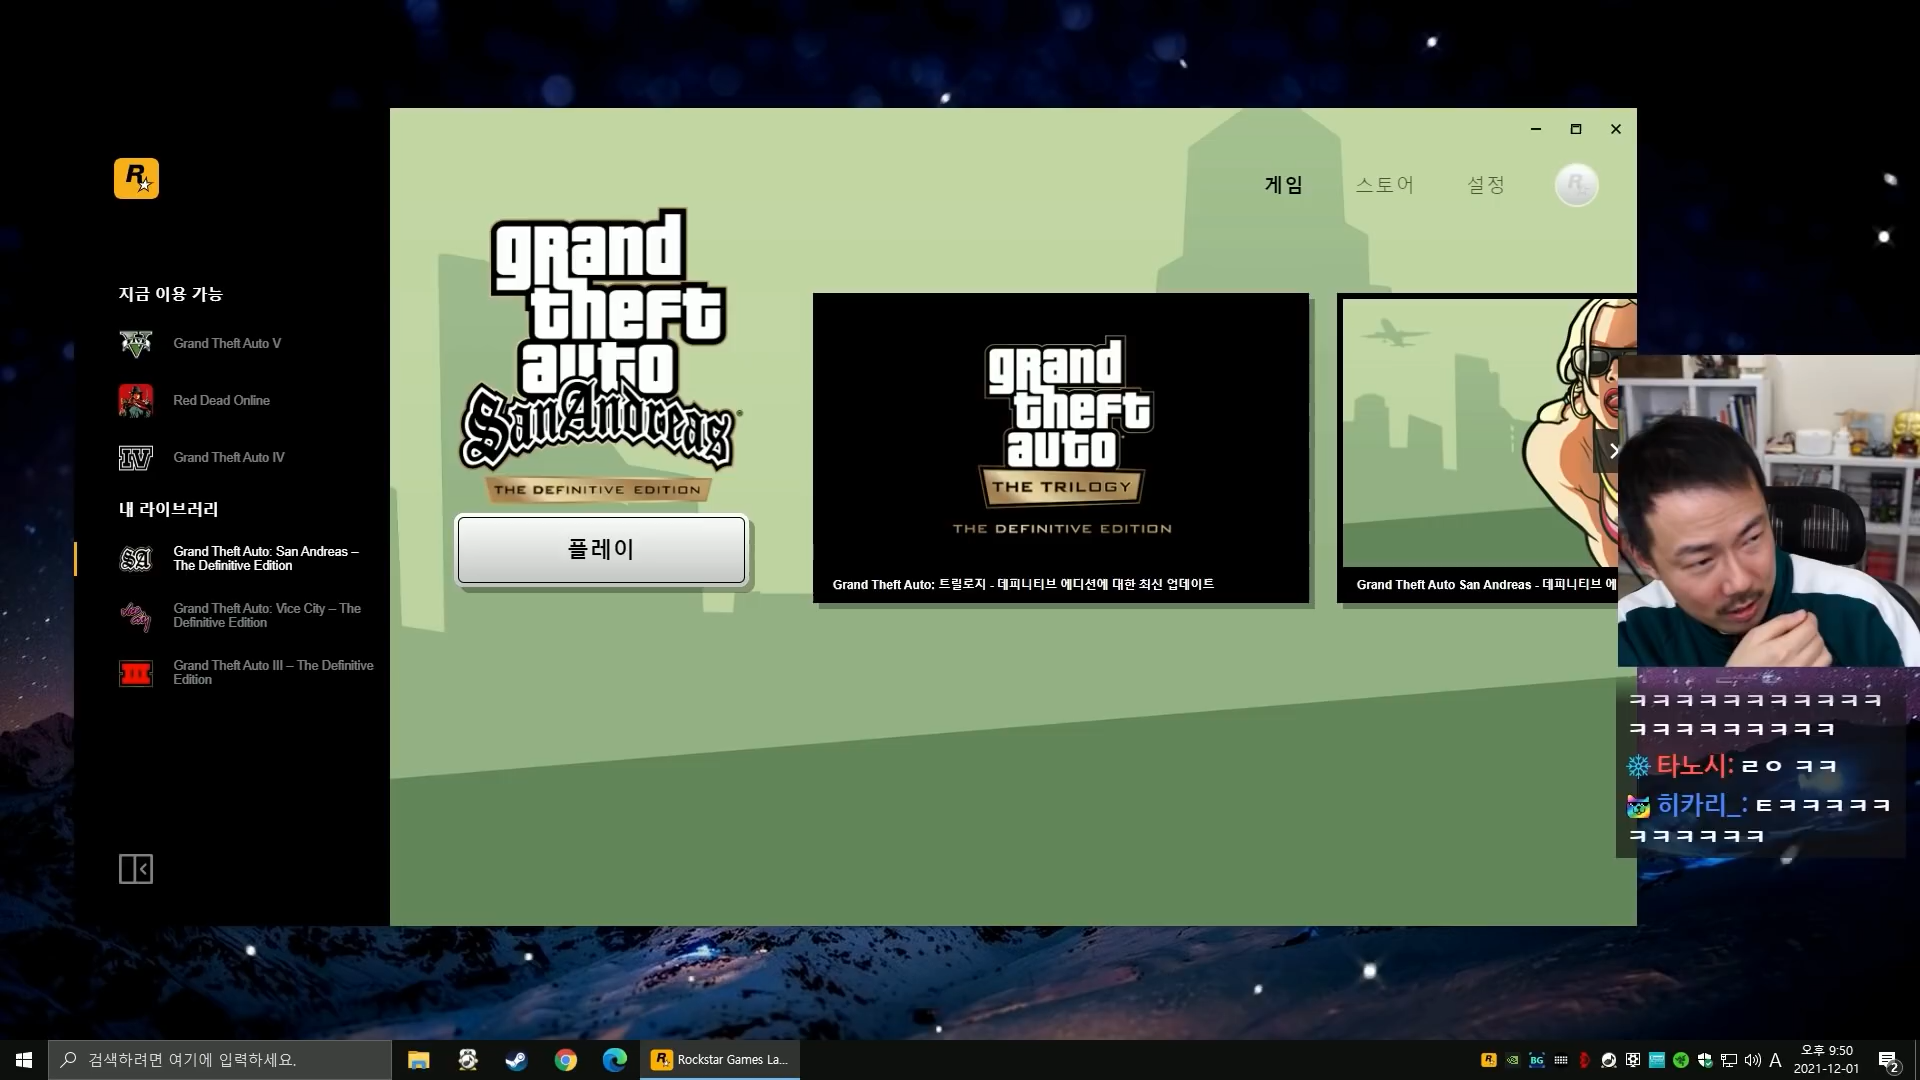 게임
스토어
설정
지금 이용 가능
Grand Theft Auto V
Red Dead Online
Grand Theft Auto IV
내 라이브러리
Grand Theft Auto: San Andreas –
The Definitive Edition
Grand Theft Auto: Vice City – The
Definitive Edition
Grand Theft Auto III – The Definitive
Edition
grand
theft
auto
San Andreas
THE DEFINITIVE EDITION
플레이
grand
theft
auto
THE TRILOGY
THE DEFINITIVE EDITION
Grand Theft Auto: 트릴로지 - 데피니티브 에디션에 대한 최신 업데이트
Grand Theft Auto San Andreas - 데피니티브 에
ㅋㅋㅋㅋㅋㅋㅋㅋㅋㅋㅋ
ㅋㅋㅋㅋㅋㅋㅋㅋㅋ
타노시: ㄹㅇ ㅋㅋ
히카리_: ㅌㅋㅋㅋㅋㅋ
ㅋㅋㅋㅋㅋㅋ
검색하려면 여기에 입력하세요.
Rockstar Games La...
BG
A
오후 9:50
2021-12-01
2